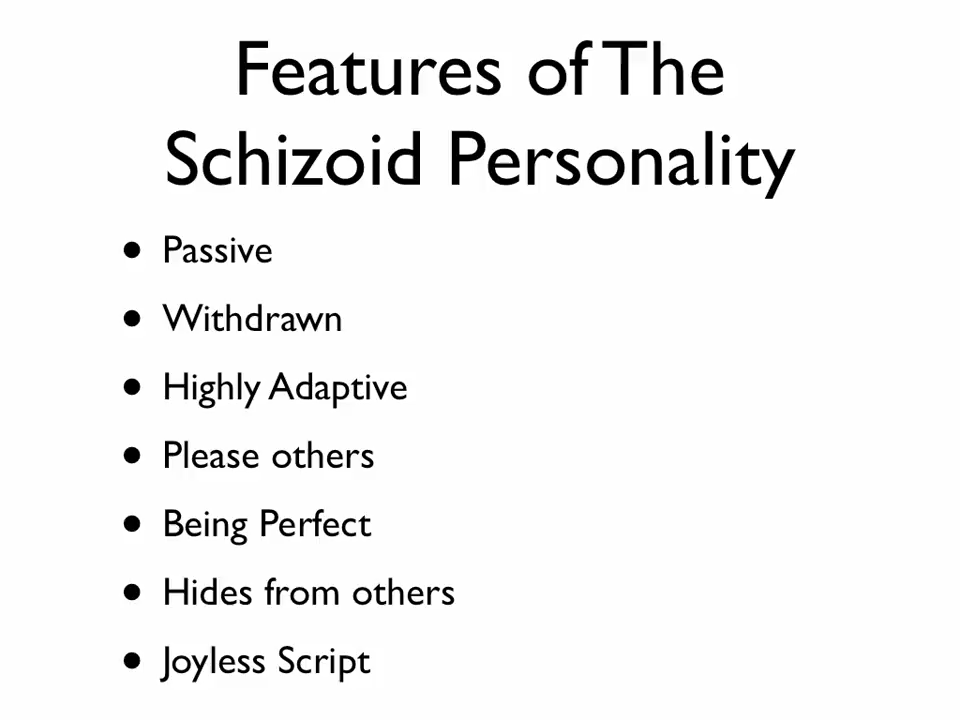 Features of The
Schizoid Personality
• Passive
• Withdrawn
• Highly Adaptive
• Please others
• Being Perfect
• Hides from others
• Joyless Script